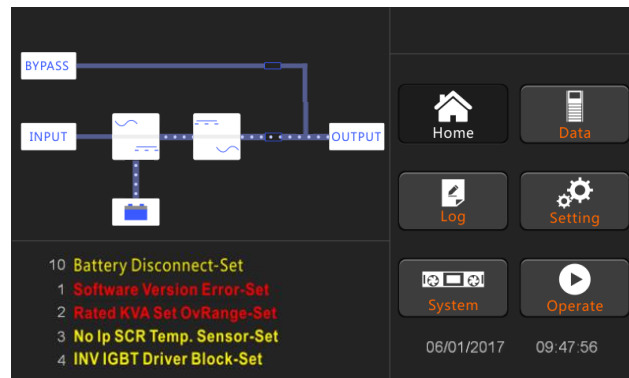 BYPASS
INPUT
OUTPUT
10 Battery Disconnect-Set
1 Software Version Error-Set
2 Rated KVA Set OvRange-Set
3 No Ip SCR Temp. Sensor-Set
4 INV IGBT Driver Block-Set
Home
Data
Log
Setting
System
Operate
06/01/2017 09:47:56